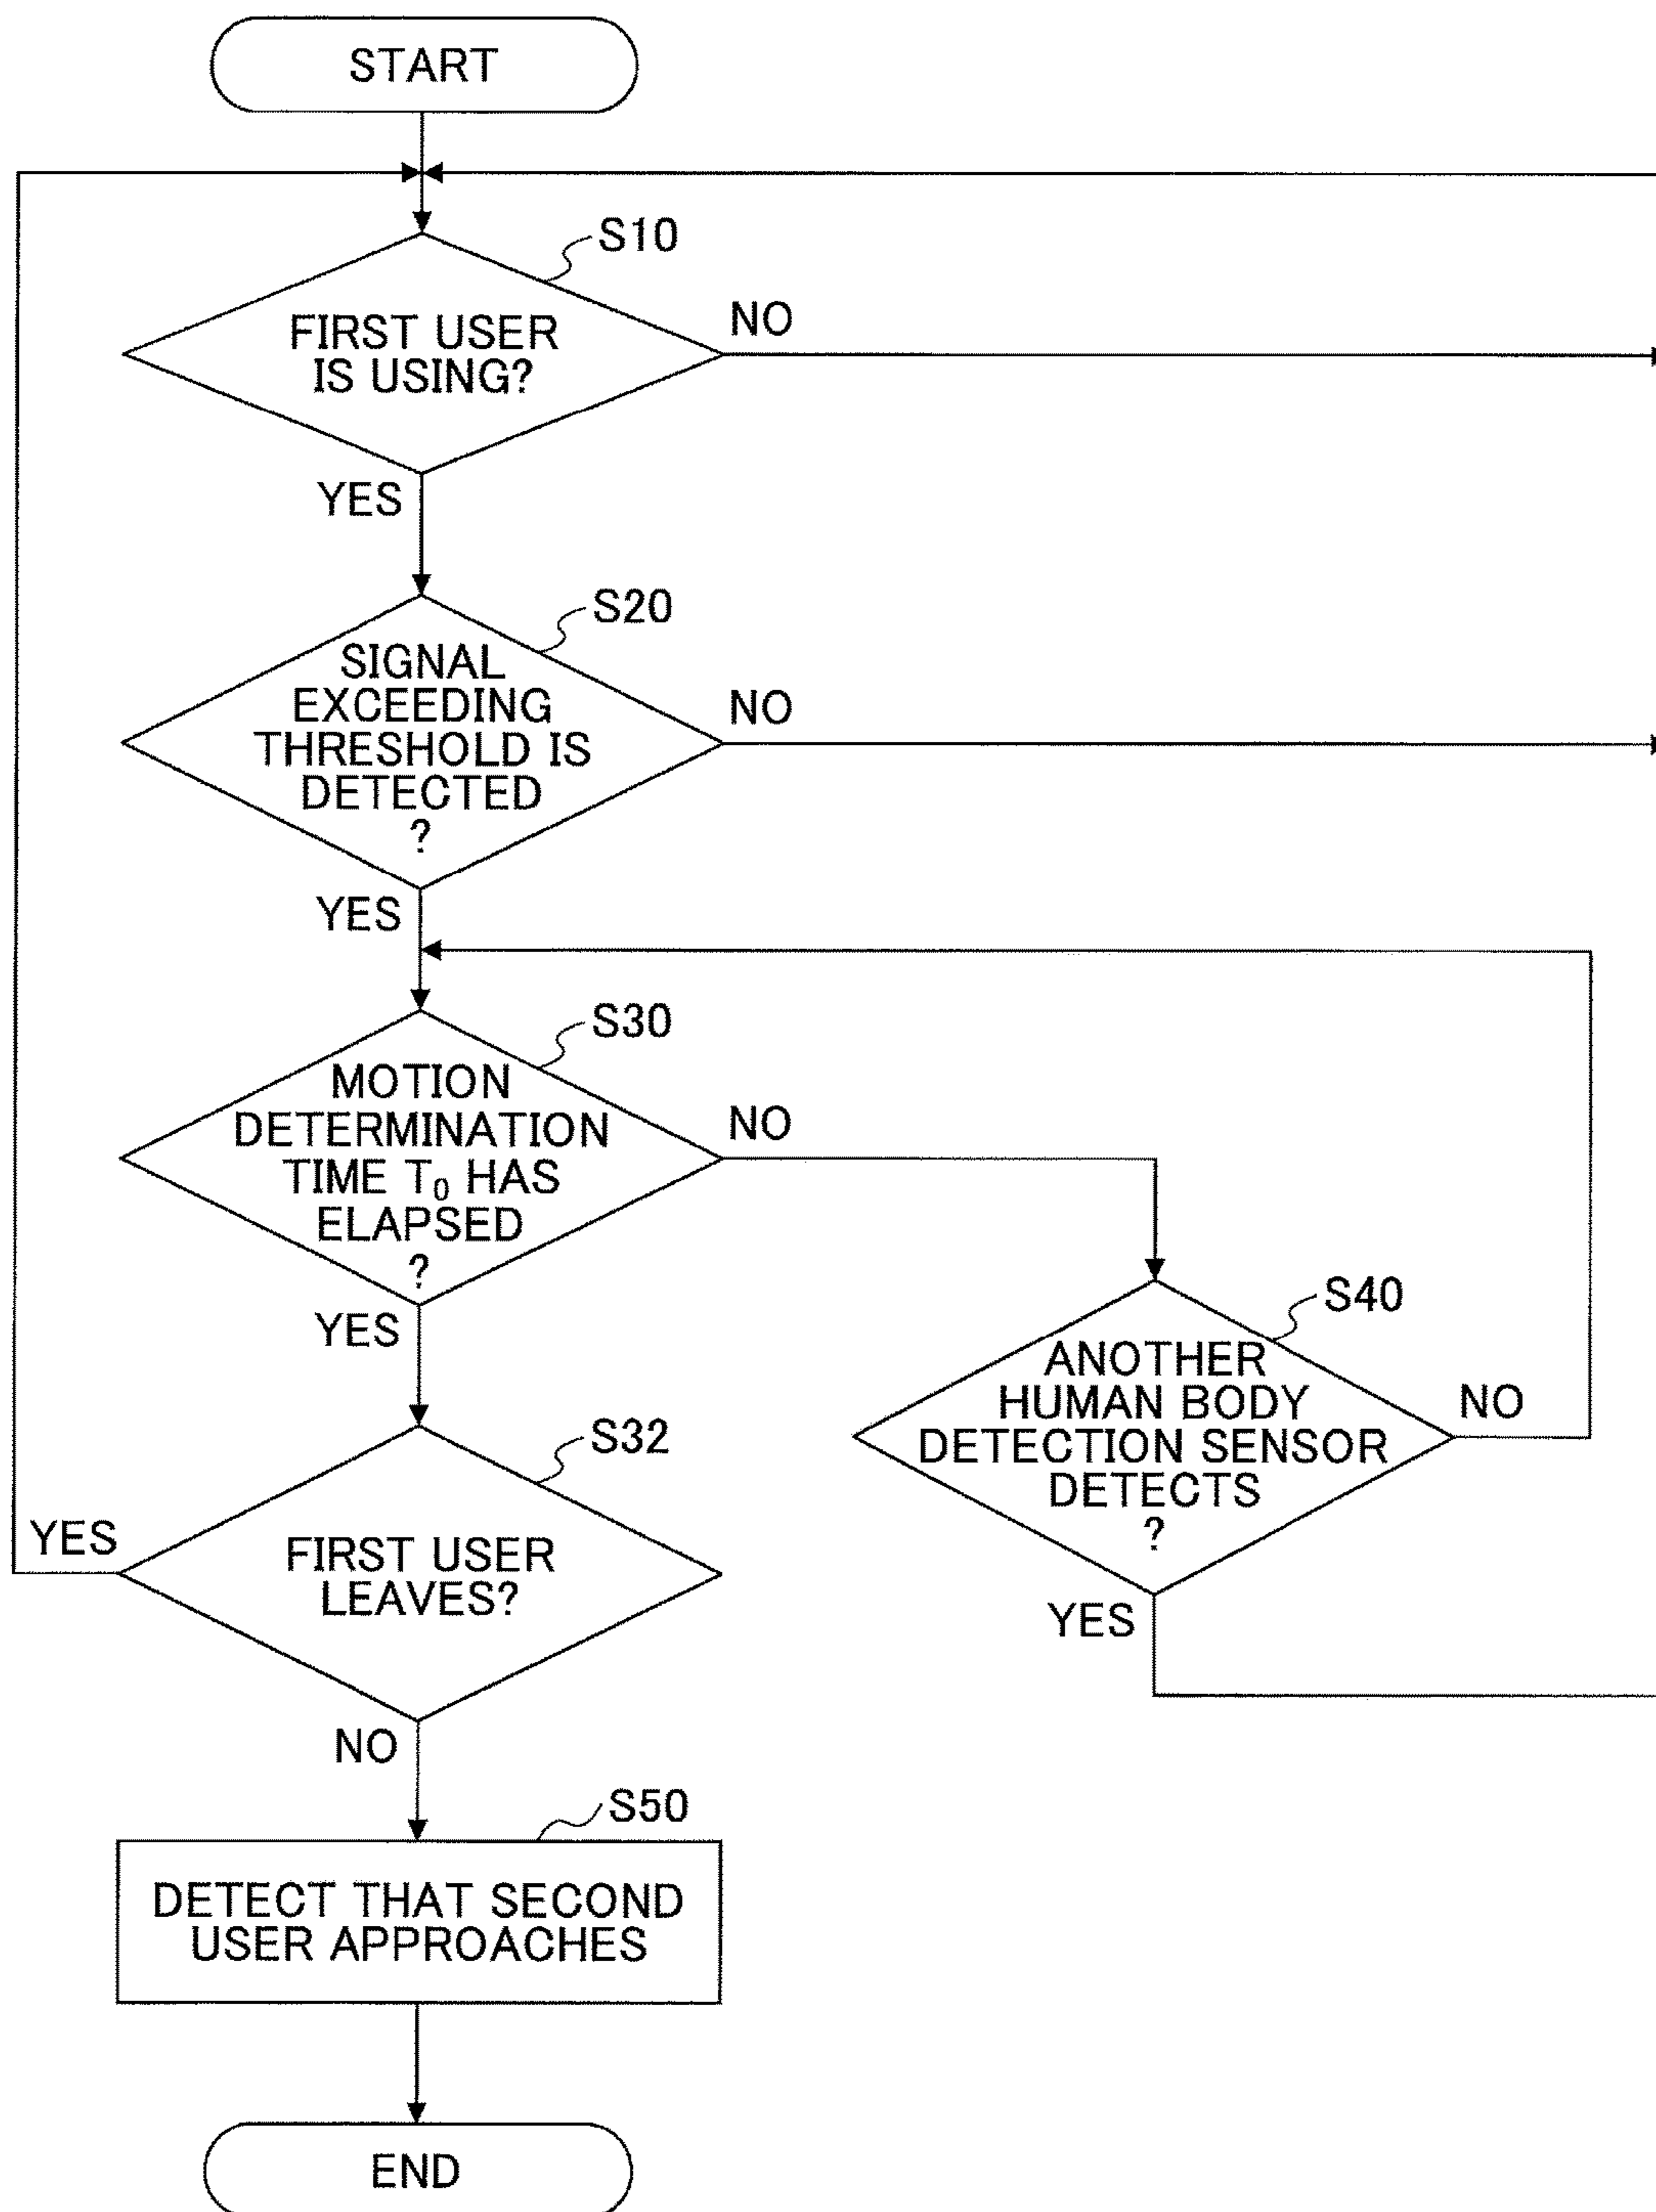 START
S10
FIRST USER
IS USING?
NO
YES
S20
SIGNAL
EXCEEDING
THRESHOLD IS
DETECTED
?
NO
YES
S30
MOTION
DETERMINATION
TIME T₀ HAS
ELAPSED
?
NO
YES
S40
ANOTHER
HUMAN BODY
DETECTION SENSOR
DETECTS
?
NO
YES
S32
FIRST USER
LEAVES?
YES
NO
S50
DETECT THAT SECOND
USER APPROACHES
END